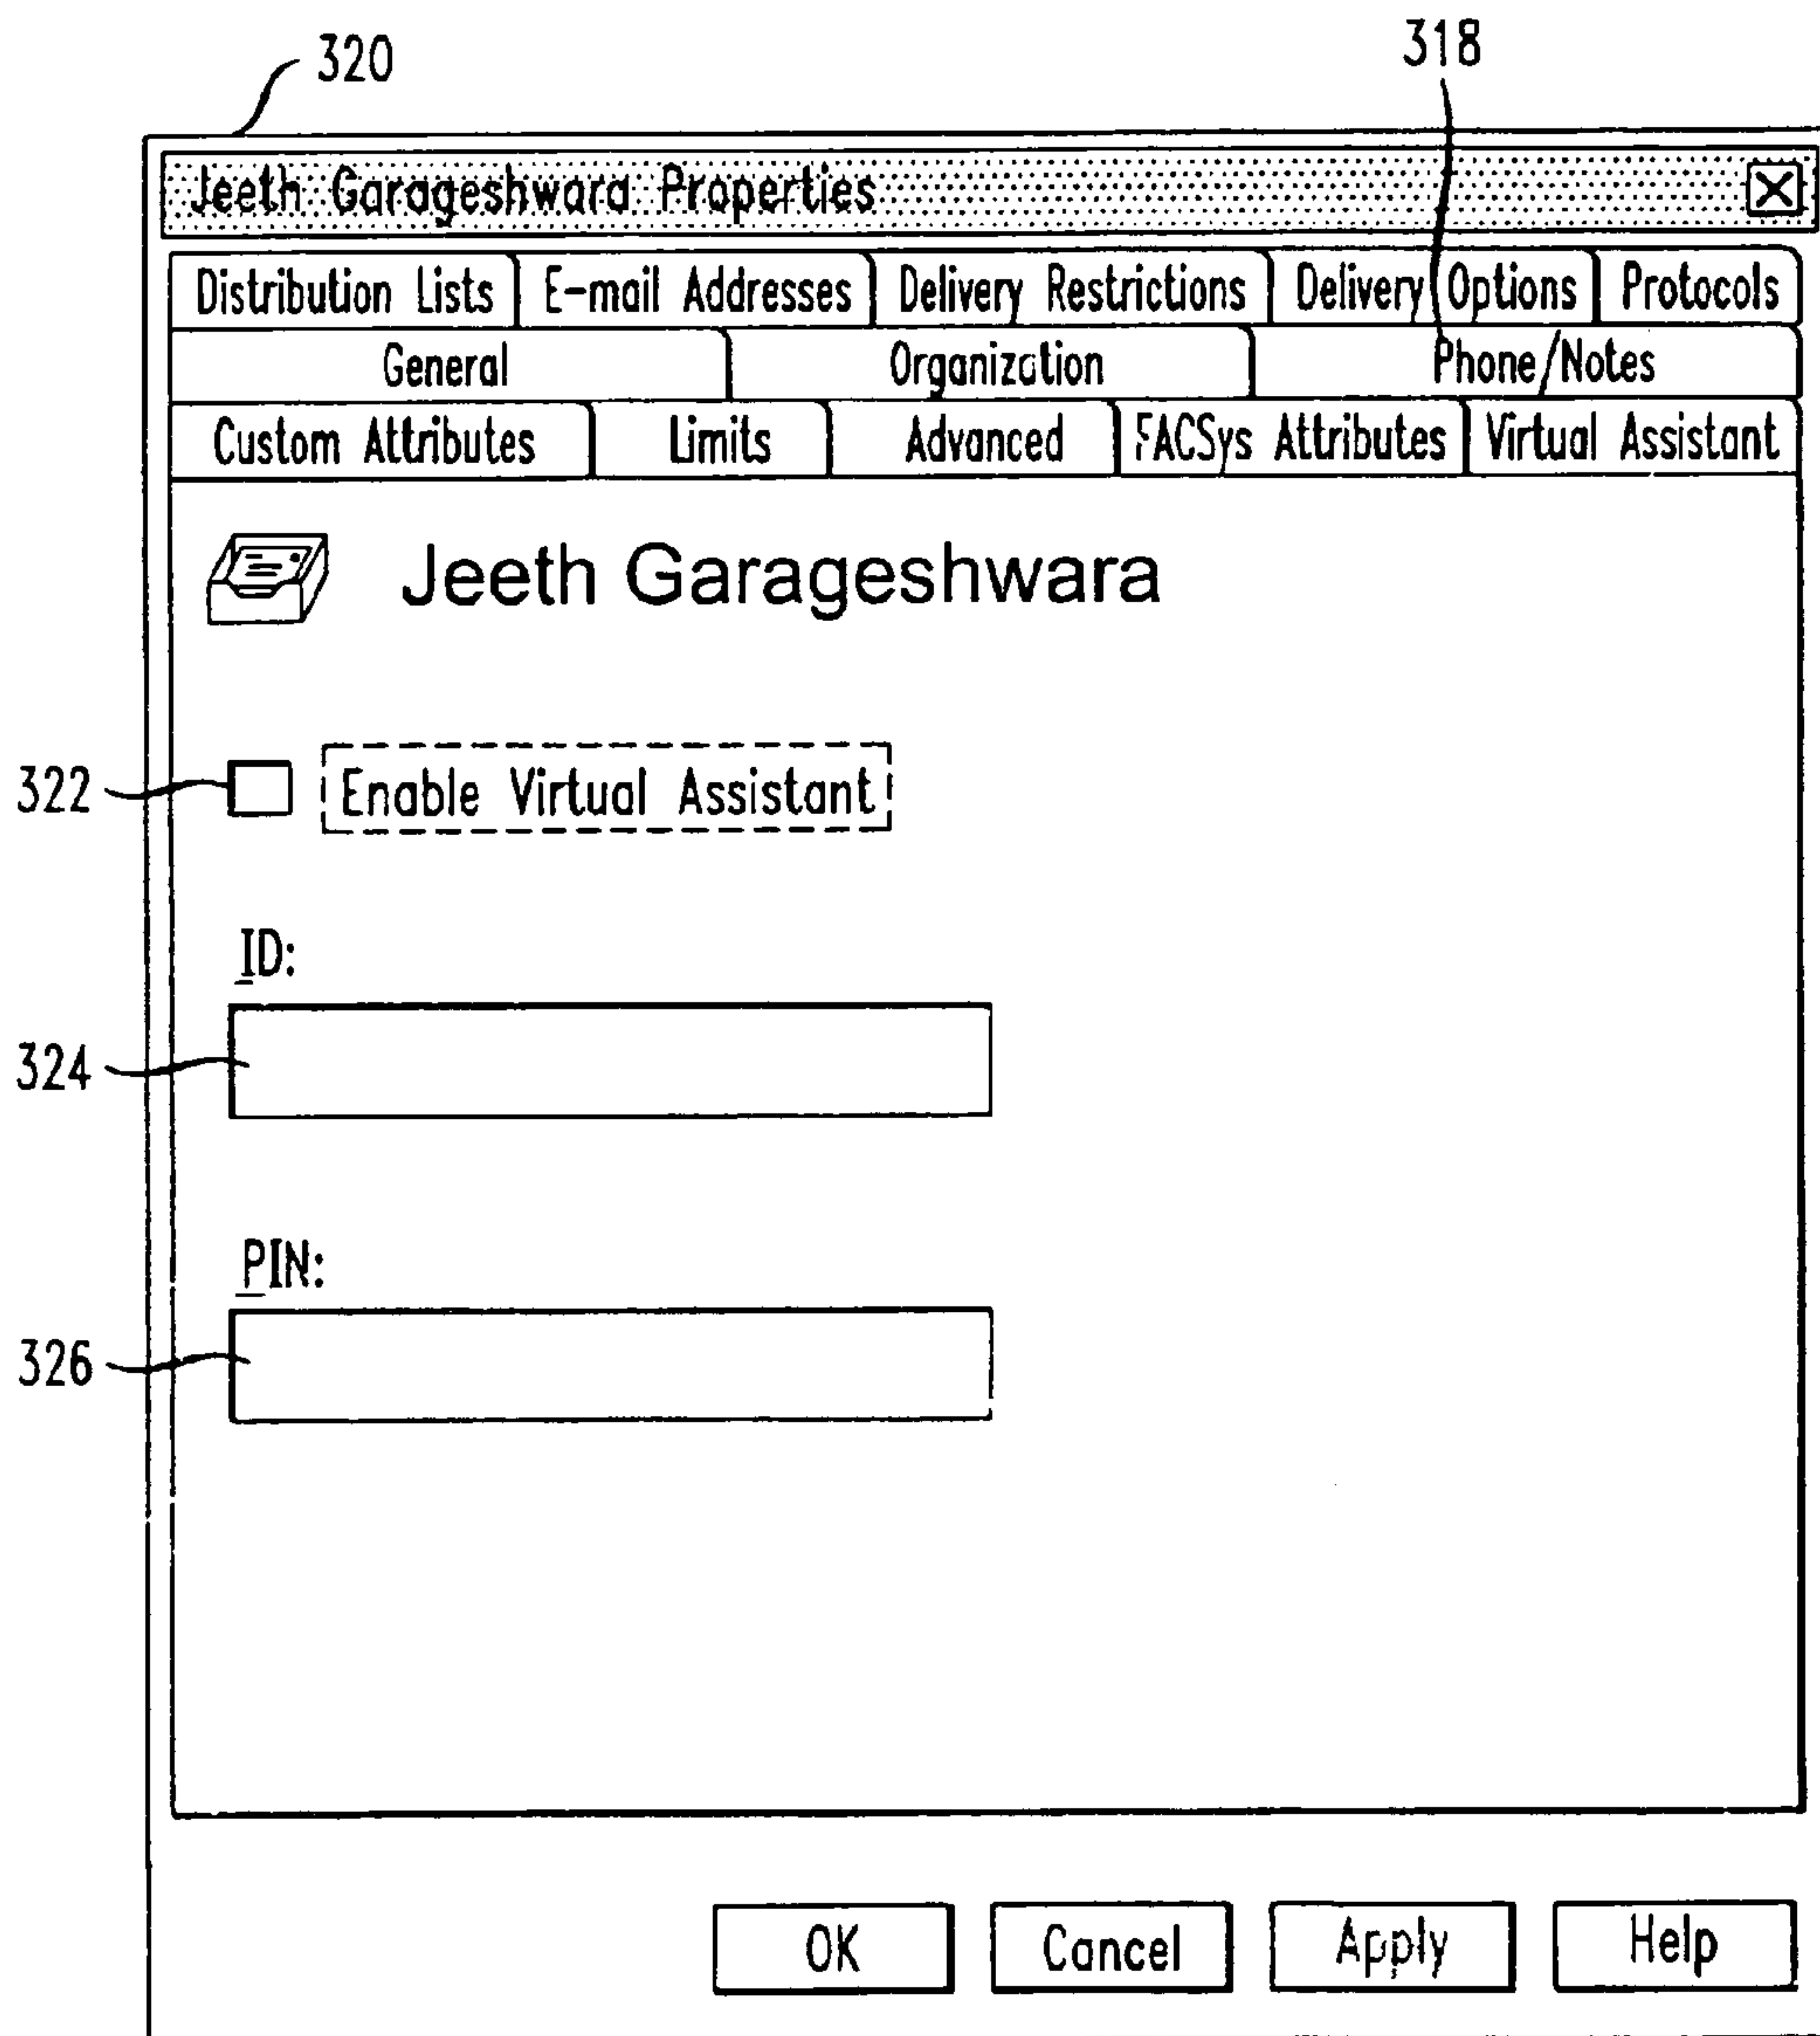 320
318
Jeeth Garageshwara Properties
Distribution Lists E-mail Addresses Delivery Restrictions Delivery Options Protocols
General Organization Phone/Notes
Custom Attributes Limits Advanced FACSys Attributes Virtual Assistant
Jeeth Garageshwara
322 Enable Virtual Assistant
ID:
324
PIN:
326
OK Cancel Apply Help